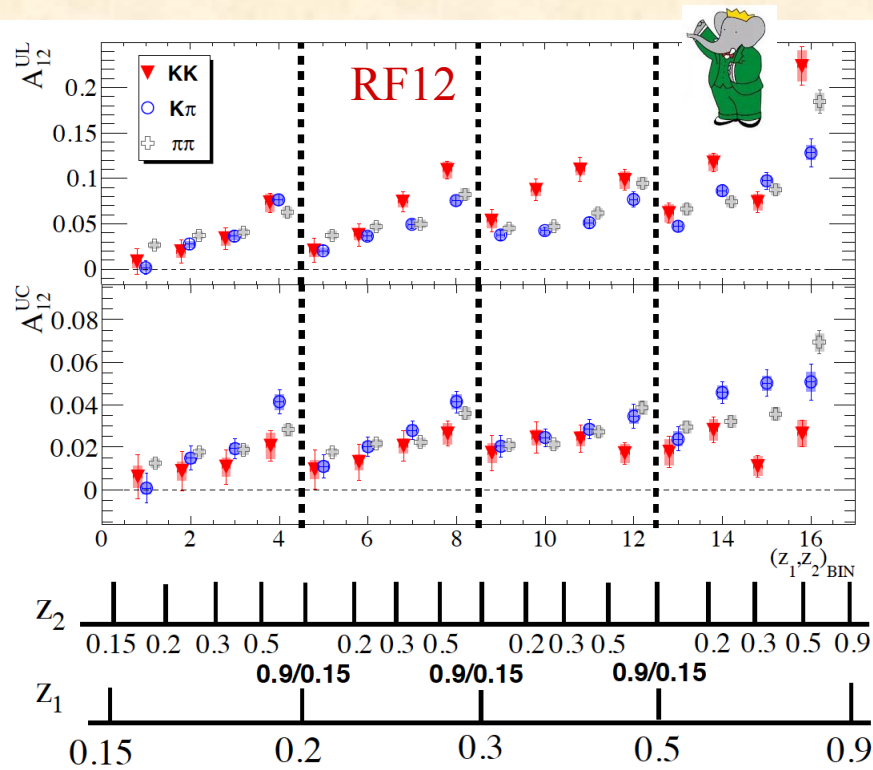 A₁₂^UL
RF12
KK
Kπ
ππ
0.2
0.15
0.1
0.05
0
A₁₂^UC
0.08
0.06
0.04
0.02
0
0 2 4 6 8 10 12 14 16
(z₁,z₂)BIN
Z₂
0.15 0.2 0.3 0.5 0.2 0.3 0.5 0.2 0.3 0.5 0.2 0.3 0.5 0.9
0.9/0.15 0.9/0.15 0.9/0.15
Z₁
0.15 0.2 0.3 0.5 0.9